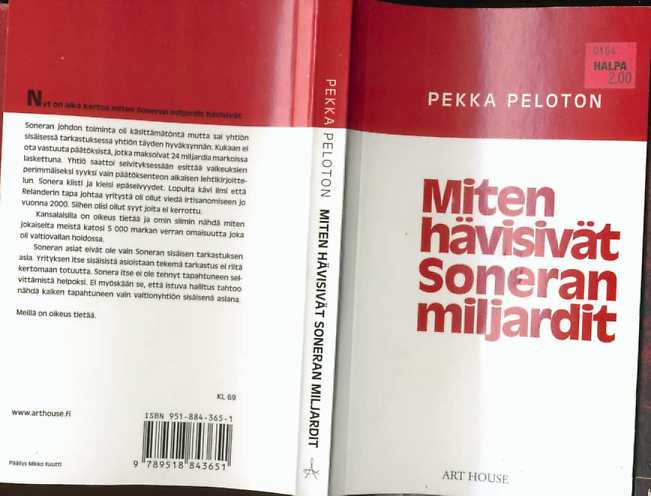 Nyt on aika kertoa miten Soneran miljardit hävisivät
Soneran johdon toiminta oli käsittämätöntä mutta sai yhtiön
sisäisessä tarkastuksessa yhtiön täyden hyväksynnän. Kukaan ei
ota vastuuta päätöksistä, jotka maksoivat 24 miljardia markoissa
laskettuna. Yhtiö saattoi selvityksessään esittää vaikeuksien
perimmäiseksi syyksi vain päätöksenteon aikaisen lehtikirjoitte-
lun. Sonera kiisti ja kielsi epäselvyydet. Lopulta kävi ilmi että
Relanderin tapa johtaa yritystä oli ollut viedä irtisanomiseen jo
vuonna 2000. Siihen olisi ollut syyt joita ei kerrottu.
Kansalaisilla on oikeus tietää ja omin silmin nähdä miten
jokaiselta meistä katosi 5 000 markan verran omaisuutta joka
oli valtiovallan hoidossa.
Soneran asiat eivät ole vain Soneran sisäisen tarkastuksen
asia. Yrityksen itse sisäisistä asioistaan tekemä tarkastus ei riitä
kertomaan totuutta. Sonera itse ei ole tehnyt tapahtuneen sel-
vittämistä helpoksi. Ei myöskään se, että istuva hallitus tahtoo
nähdä kaiken tapahtuneen vain valtionyhtiön sisäisenä asiana.
Meillä on oikeus tietää.
KL 69
www.arthouse.fi
ISBN 951-884-365-1
9 789518 843651
Päällys Mikko Kuutti
PEKKA PELOTON MITEN HÄVISIVÄT SONERAN MILJARDIT
0104
HALPA
2.00
PEKKA PELOTON
Miten
hävisivät
Soneran
miljardit
ART HOUSE